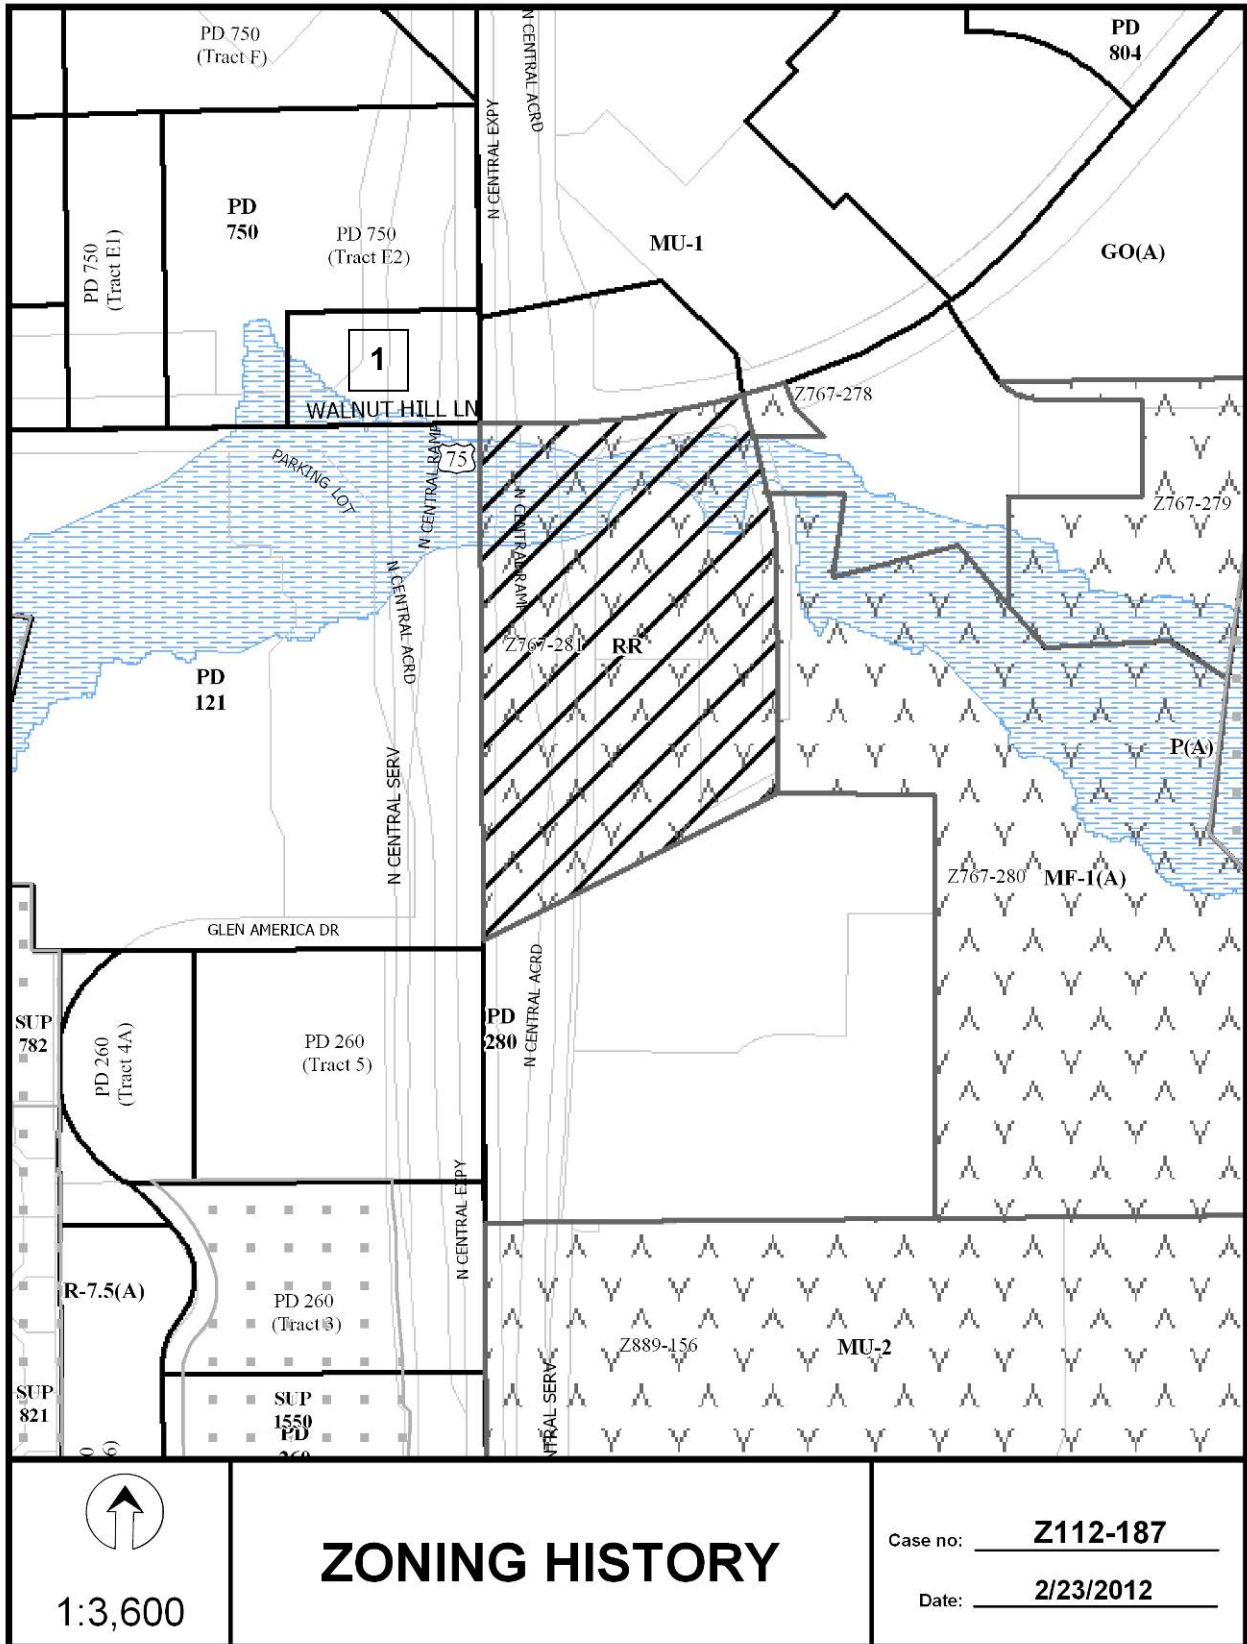 PD 750
(Tract F)
N CENTRAL ACRD
PD
804
N CENTRAL EXPY
PD
750
PD 750
(Tract E1)
PD 750
(Tract E2)
MU-1
GO(A)
1
WALNUT HILL LN
Z767-278
PARKING LOT
N CENTRAL RAMP
75
N CENTRAL RAMP
Z767-279
N CENTRAL ACRD
Z767-281
RR
PD
121
P(A)
N CENTRAL SERV
Z767-280
MF-1(A)
GLEN AMERICA DR
SUP
782
PD 260
(Tract 4A)
PD 260
(Tract 5)
PD
280
N CENTRAL ACRD
N CENTRAL EXPY
R-7.5(A)
PD 260
(Tract 3)
Z889-156
MU-2
SUP
821
SUP
1550
PD
260
NTRAL SERV
0
6)
1:3,600
ZONING HISTORY
Case no: Z112-187
Date: 2/23/2012